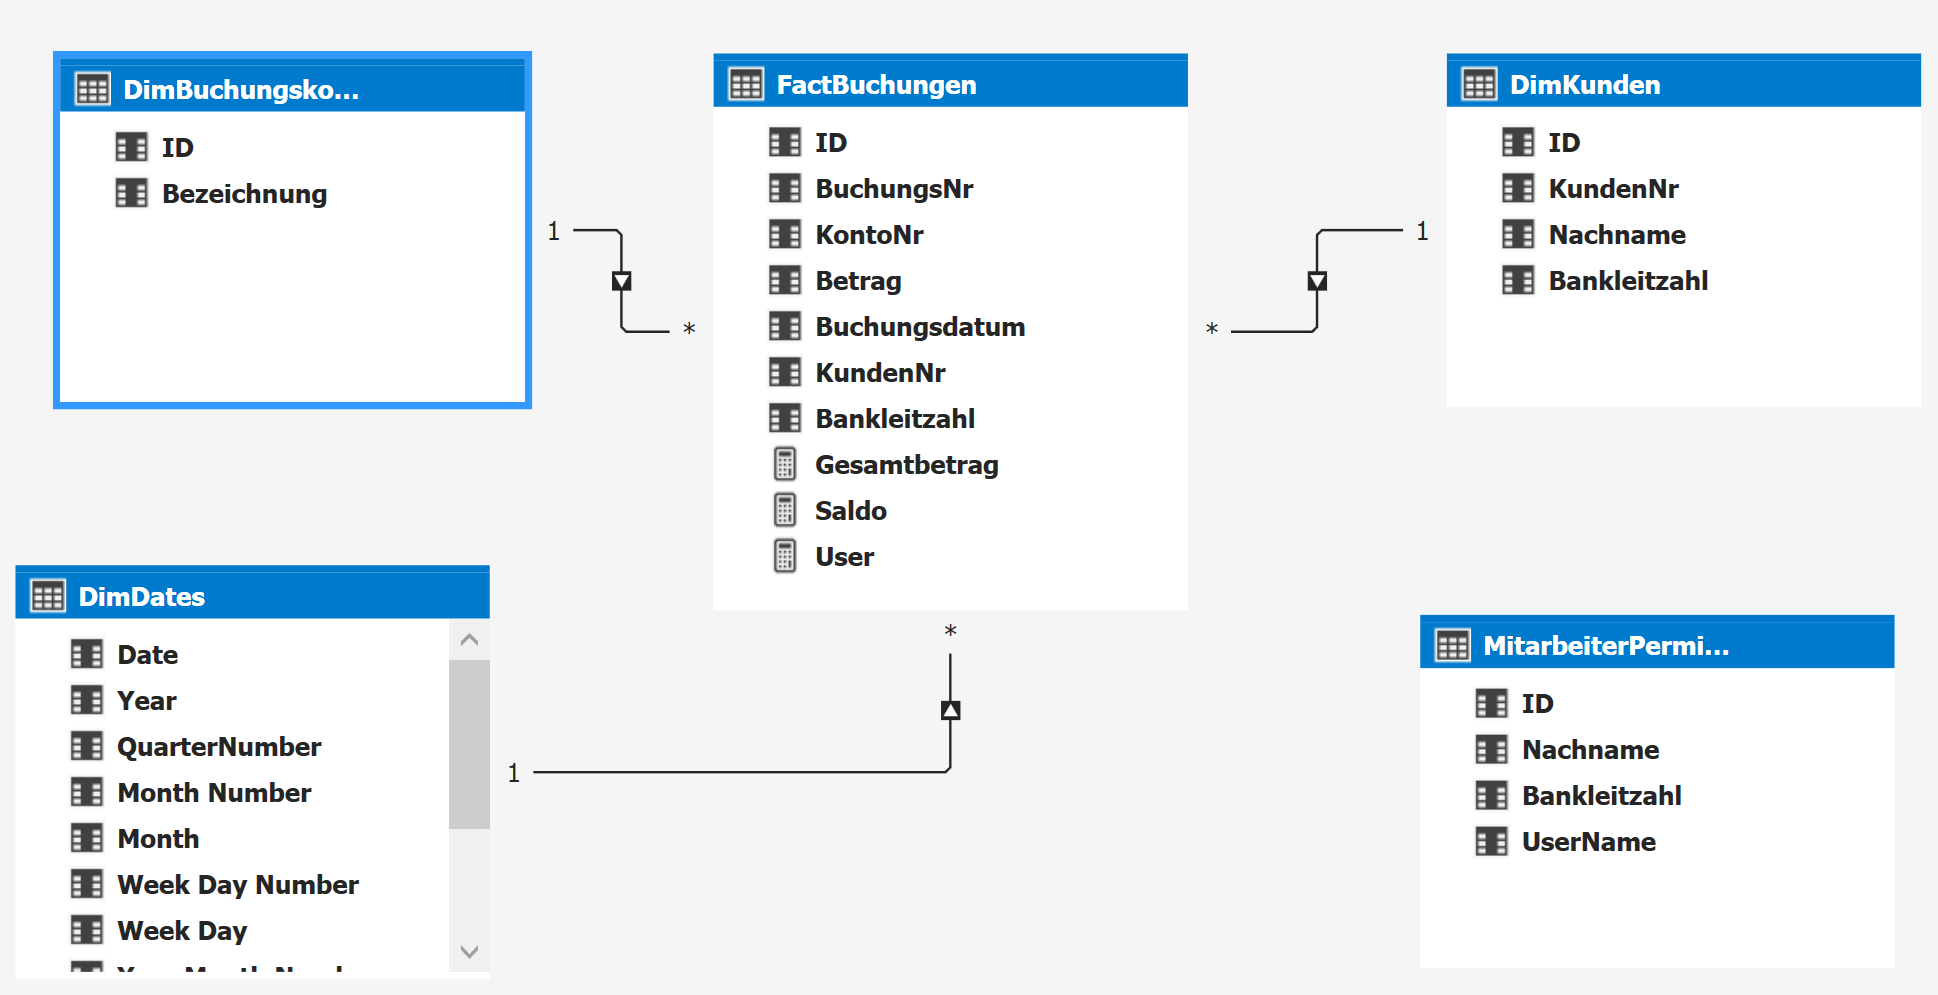 DimBuchungsko...
ID
Bezeichnung
1
*
FactBuchungen
ID
BuchungsNr
KontoNr
Betrag
Buchungsdatum
KundenNr
Bankleitzahl
Gesamtbetrag
Saldo
User
*
1
DimKunden
ID
KundenNr
Nachname
Bankleitzahl
DimDates
Date
Year
QuarterNumber
Month Number
Month
Week Day Number
Week Day
1
*
MitarbeiterPermi...
ID
Nachname
Bankleitzahl
UserName